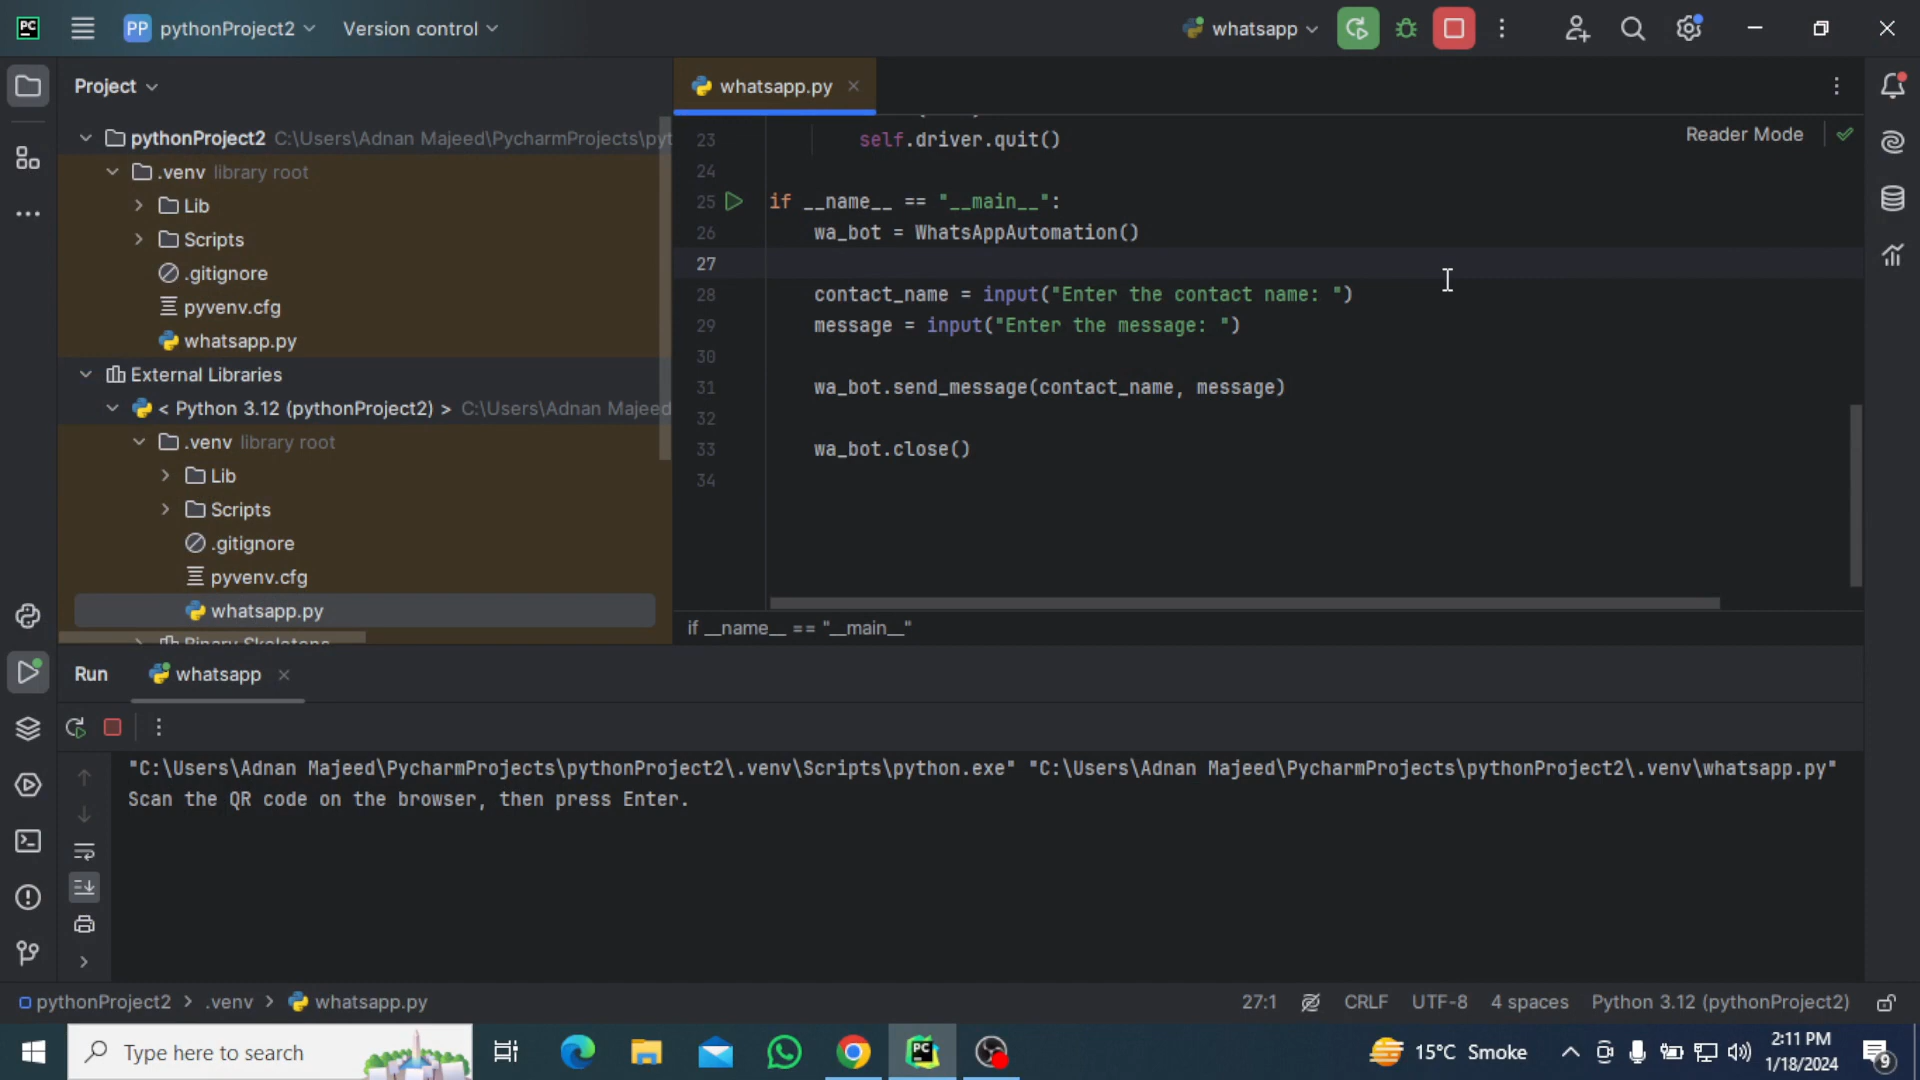 PC
PP pythonProject2
Version control
whatsapp
Project
pythonProject2 C:\Users\Adnan Majeed\PycharmProjects\pyt
.venv library root
Lib
Scripts
.gitignore
pyvenv.cfg
whatsapp.py
External Libraries
< Python 3.12 (pythonProject2) > C:\Users\Adnan Majeed
.venv library root
Lib
Scripts
.gitignore
pyvenv.cfg
whatsapp.py
whatsapp.py
Reader Mode
23 self.driver.quit()
24
25 if __name__ == "__main__":
26 wa_bot = WhatsAppAutomation()
27
28 contact_name = input("Enter the contact name: ")
29 message = input("Enter the message: ")
30
31 wa_bot.send_message(contact_name, message)
32
33 wa_bot.close()
34
if __name__ == "__main__"
Run
whatsapp
"C:\Users\Adnan Majeed\PycharmProjects\pythonProject2\.venv\Scripts\python.exe" "C:\Users\Adnan Majeed\PycharmProjects\pythonProject2\.venv\whatsapp.py"
Scan the QR code on the browser, then press Enter.
pythonProject2 > .venv > whatsapp.py
27:1 CRLF UTF-8 4 spaces Python 3.12 (pythonProject2)
Type here to search
PC
15°C Smoke
2:11 PM
1/18/2024
9